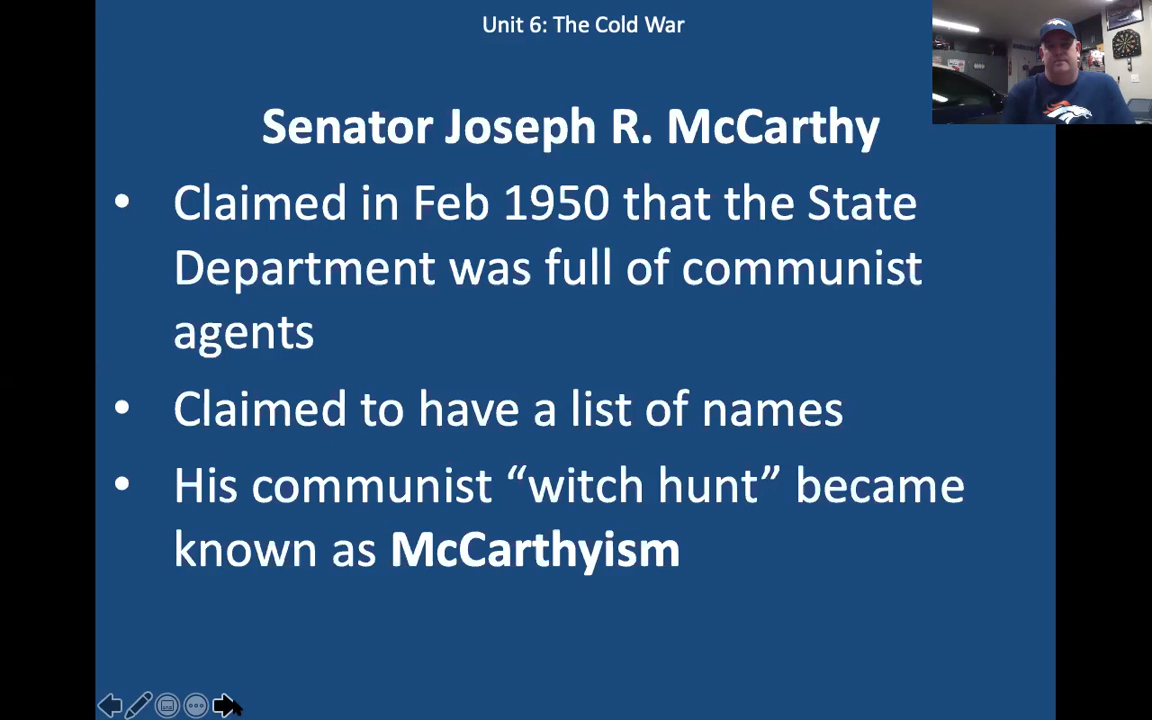 Unit 6: The Cold War
Senator Joseph R. McCarthy
• Claimed in Feb 1950 that the State
Department was full of communist
agents
• Claimed to have a list of names
• His communist “witch hunt” became
known as McCarthyism